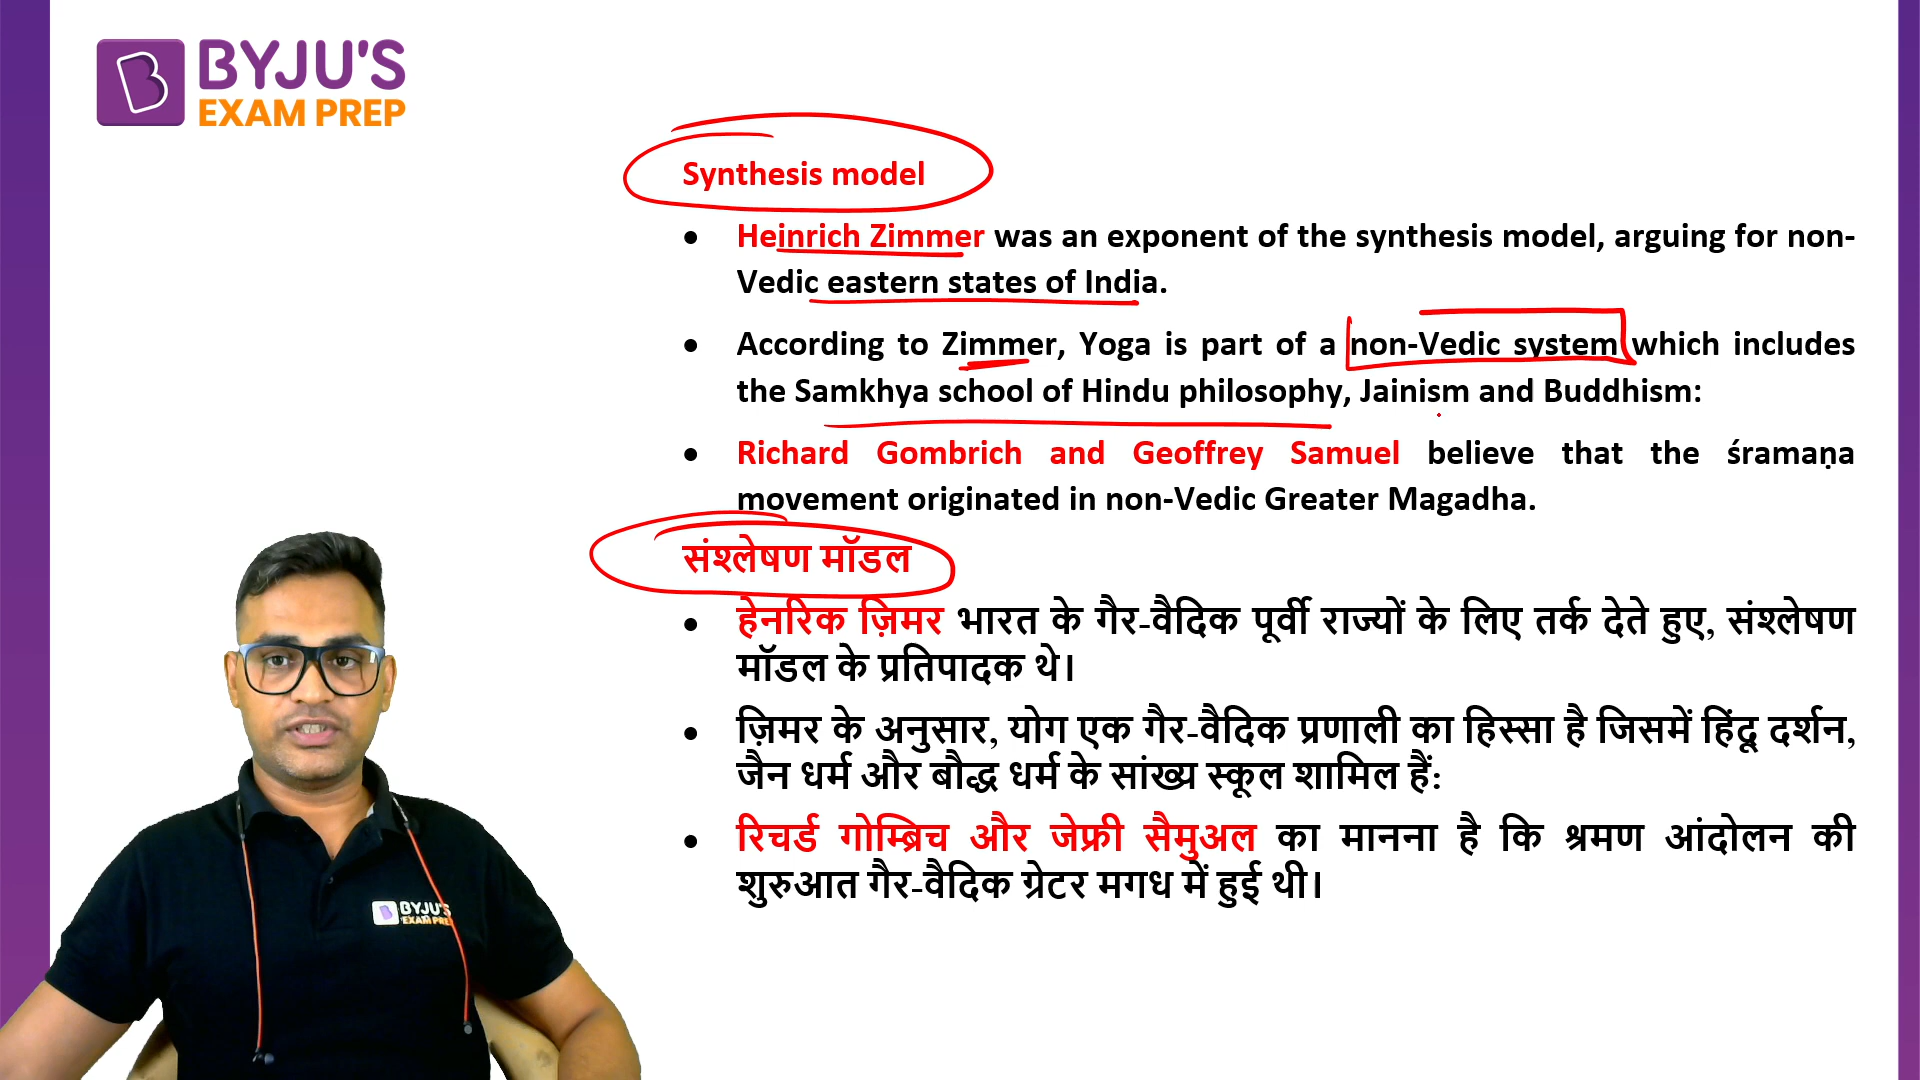 BYJU'S
EXAM PREP
Synthesis model
• Heinrich Zimmer was an exponent of the synthesis model, arguing for non-
Vedic eastern states of India.
• According to Zimmer, Yoga is part of a non-Vedic system which includes
the Samkhya school of Hindu philosophy, Jainism and Buddhism:
• Richard Gombrich and Geoffrey Samuel believe that the śramaṇa
movement originated in non-Vedic Greater Magadha.
संश्लेषण मॉडल
• हेनरिक ज़िमर भारत के गैर-वैदिक पूर्वी राज्यों के लिए तर्क देते हुए, संश्लेषण
मॉडल के प्रतिपादक थे।
• ज़िमर के अनुसार, योग एक गैर-वैदिक प्रणाली का हिस्सा है जिसमें हिंदू दर्शन,
जैन धर्म और बौद्ध धर्म के सांख्य स्कूल शामिल हैं:
• रिचर्ड गोम्ब्रिच और जेफ्री सैमुअल का मानना है कि श्रमण आंदोलन की
शुरुआत गैर-वैदिक ग्रेटर मगध में हुई थी।
BYJU'S
EXAM PRE